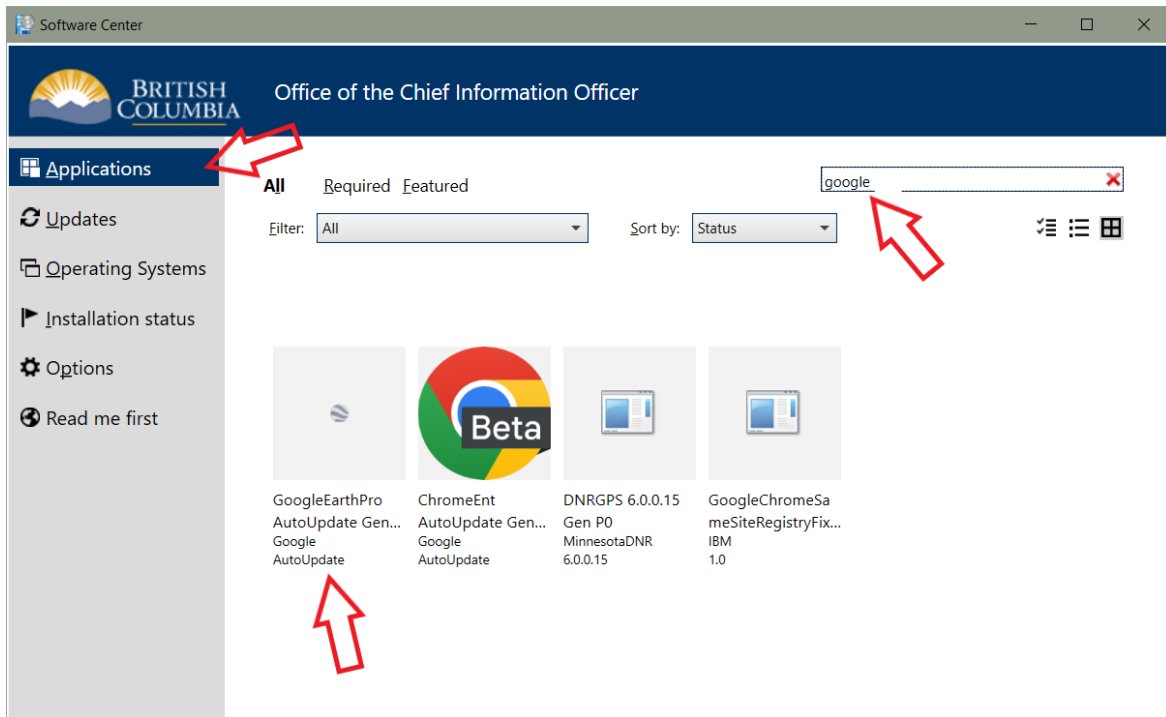 Software Center
BRITISH
COLUMBIA
Office of the Chief Information Officer
Applications
Updates
Operating Systems
Installation status
Options
Read me first
All Required Featured
google
Filter: All Sort by: Status
Beta
GoogleEarthPro
AutoUpdate Gen...
Google
AutoUpdate
ChromeEnt
AutoUpdate Gen...
Google
AutoUpdate
DNRGPS 6.0.0.15
Gen P0
MinnesotaDNR
6.0.0.15
GoogleChromeSa
meSiteRegistryFix...
IBM
1.0